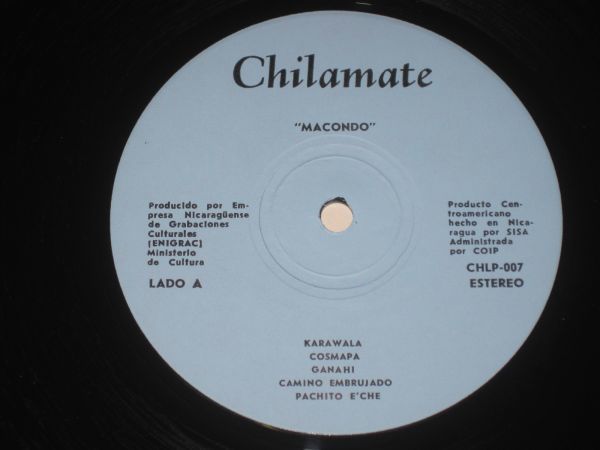 Chilamate
"MACONDO"
Producido por Em-
presa Nicaragüense
de Grabaciones
Culturales
(ENIGRAC)
Ministerio
de Cultura
LADO A
Producto Cen-
troamericano
hecho en Nica-
ragua por SISA
Administrada
por COIP
CHLP-007
ESTEREO
KARAWALA
COSMAPA
GANAHI
CAMINO EMBRUJADO
PACHITO E'CHE